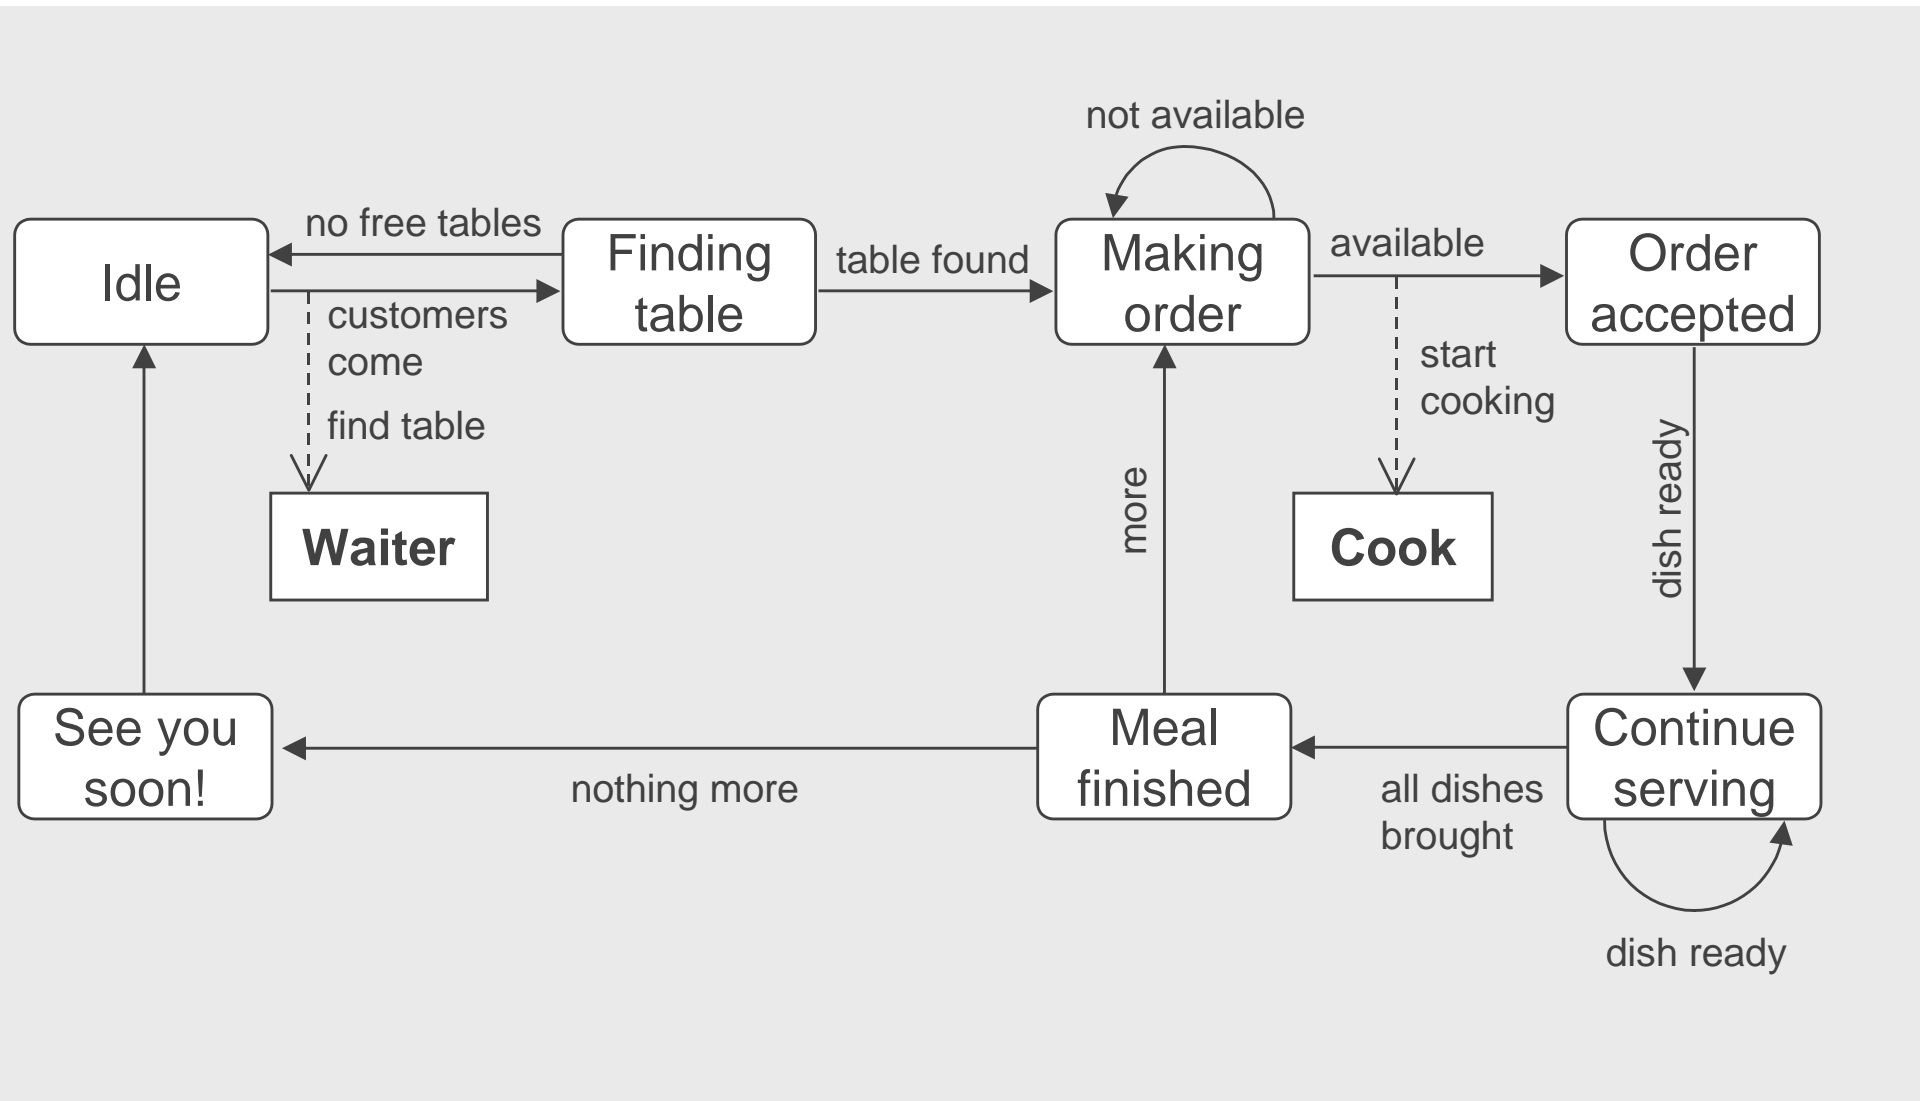 not available
no free tables
Idle
customers
come
find table
Waiter
Finding
table
table found
Making
order
available
start
cooking
Cook
Order
accepted
dish ready
more
See you
soon!
nothing more
Meal
finished
all dishes
brought
Continue
serving
dish ready